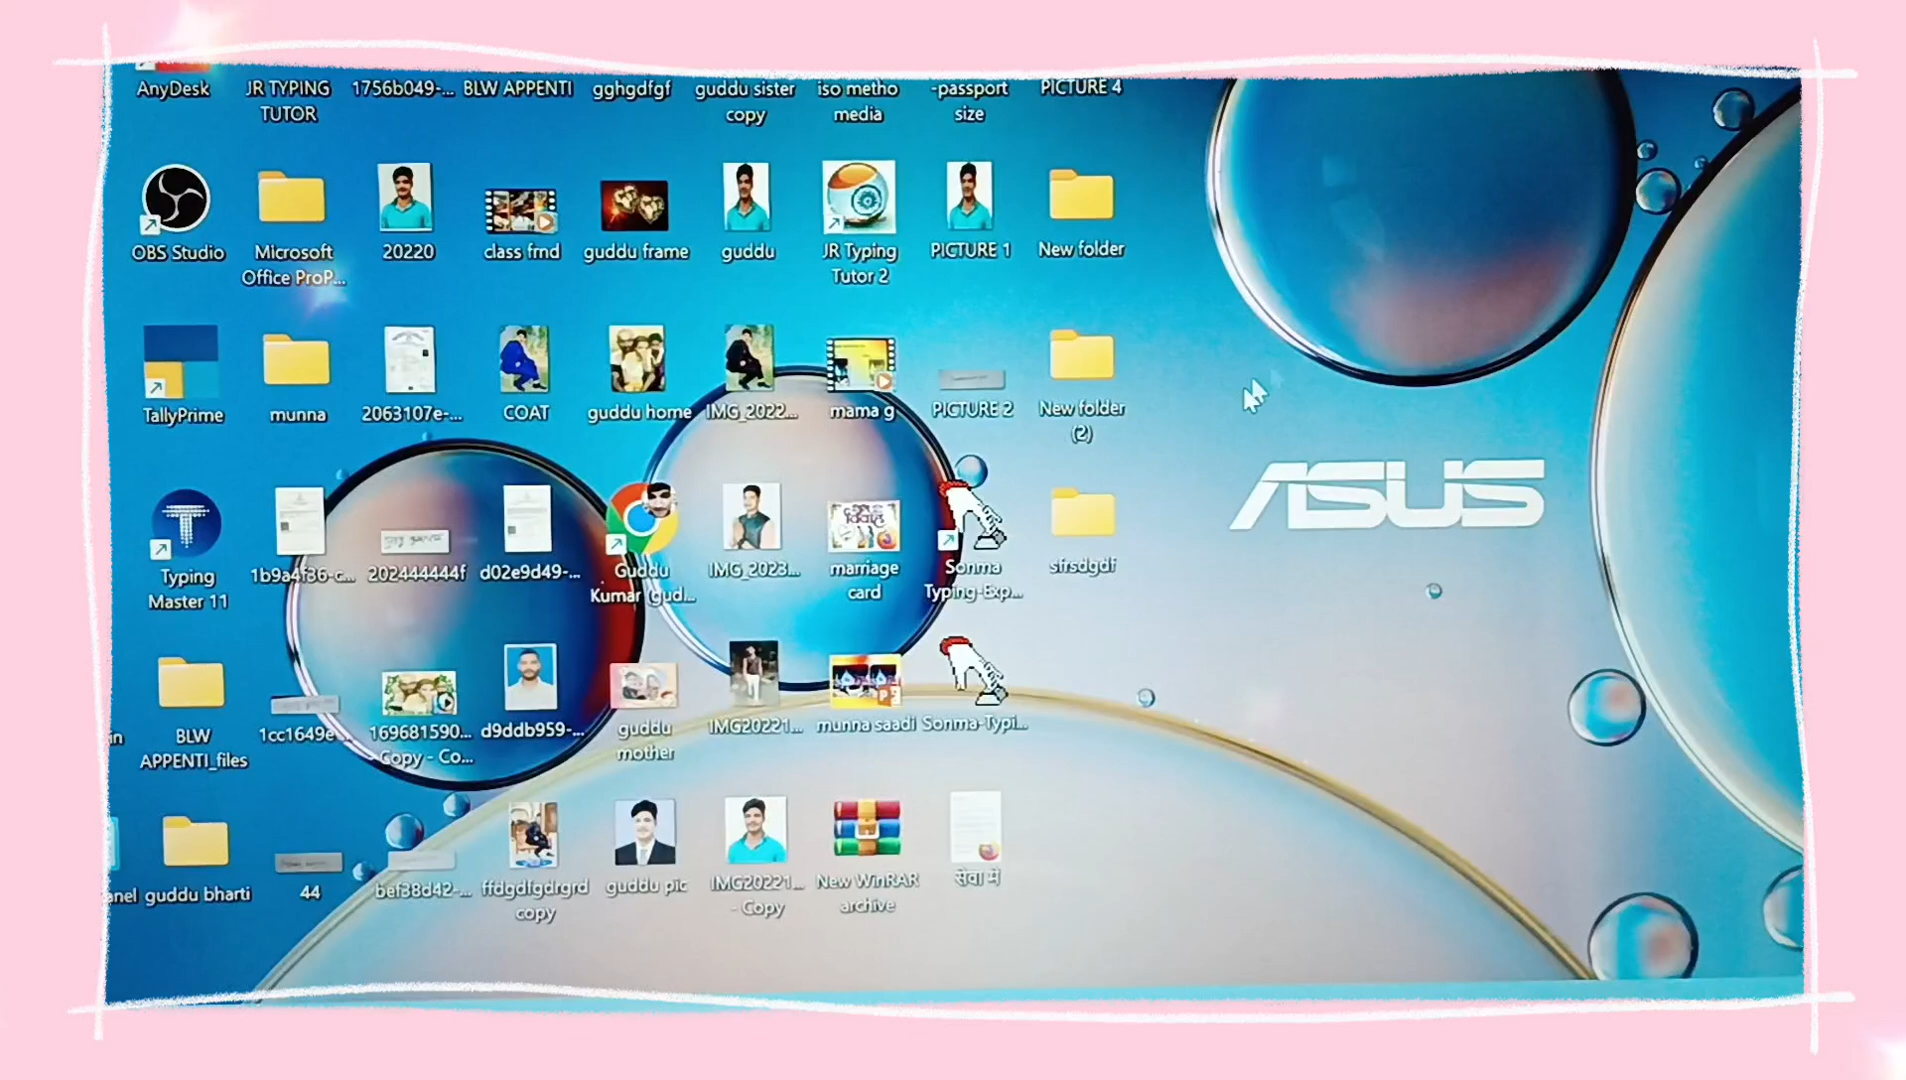 AnyDesk
JR TYPING
TUTOR
1756b049-...
BLW APPENTI
gghgdfgf
guddu sister
copy
iso metho
media
-passport
size
PICTURE 4
OBS Studio
Microsoft
Office ProP...
20220
class fmd
guddu frame
guddu
JR Typing
Tutor 2
PICTURE 1
New folder
TallyPrime
munna
2063107e-...
COAT
guddu home
IMG_2022...
mama g
PICTURE 2
New folder
(2)
ASUS
Typing
Master 11
1b9a4f36-c...
202444444f
d02e9d49-...
Guddu
Kumar (gud...
IMG_2023...
marriage
card
Sonma
Typing-Exp...
sfrsdgdf
in
BLW
APPENTI_files
1cc1649e...
169681590...
- Copy - Co...
d9ddb959-...
guddu
mother
IMG20221...
munna saadi
Sonma-Typi...
anel
guddu bharti
44
bef38d42-...
ffdgdfgdrgrd
copy
guddu pic
IMG20221...
- Copy
New WinRAR
archive
सेवा मे